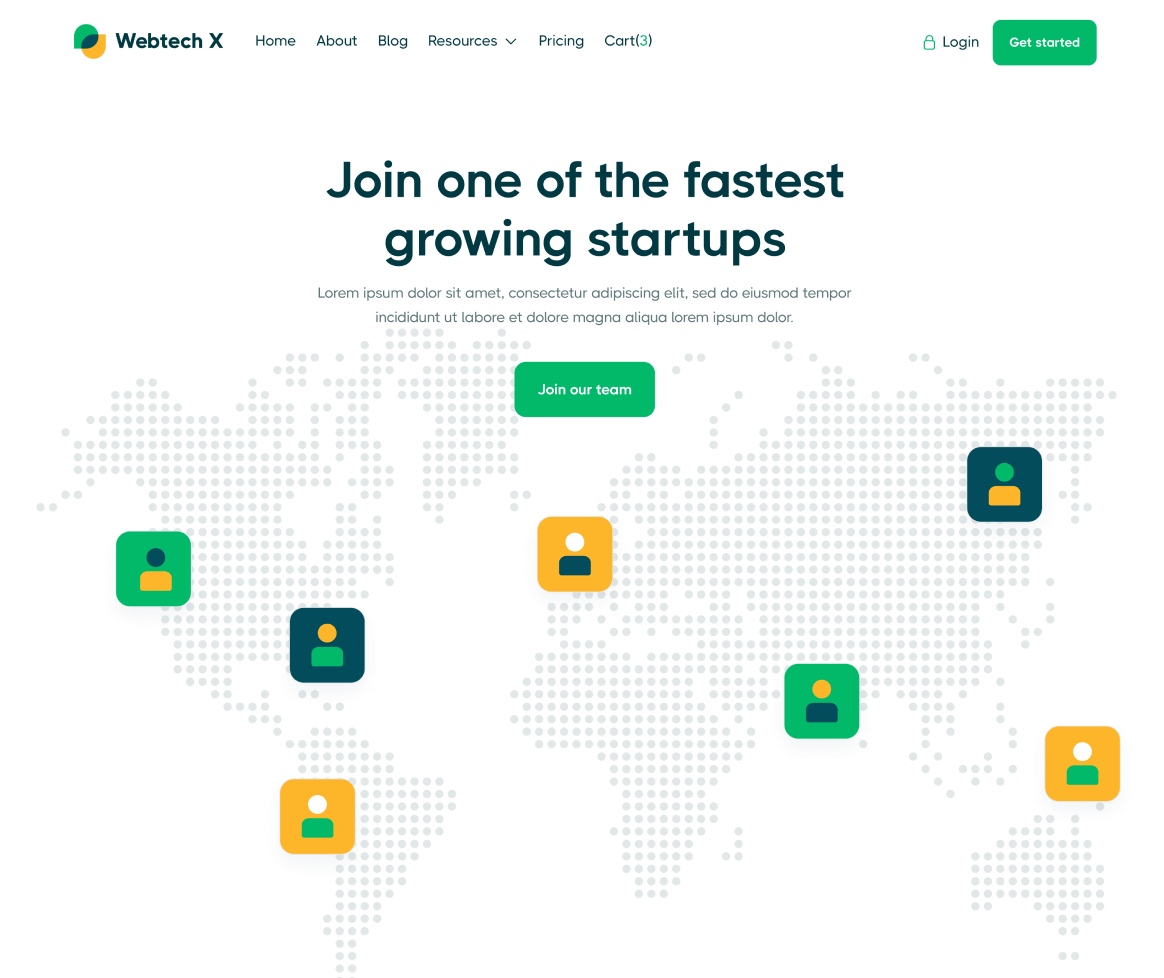 Webtech X
Home About Blog Resources Pricing Cart(3)
Login
Get started
Join one of the fastest
growing startups
Lorem ipsum dolor sit amet, consectetur adipiscing elit, sed do eiusmod tempor
incididunt ut labore et dolore magna aliqua lorem ipsum dolor.
Join our team